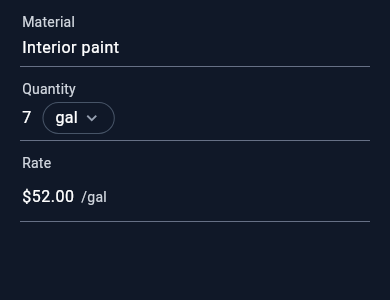 Material
Interior paint
Quantity
7 gal
Rate
$52.00 /gal